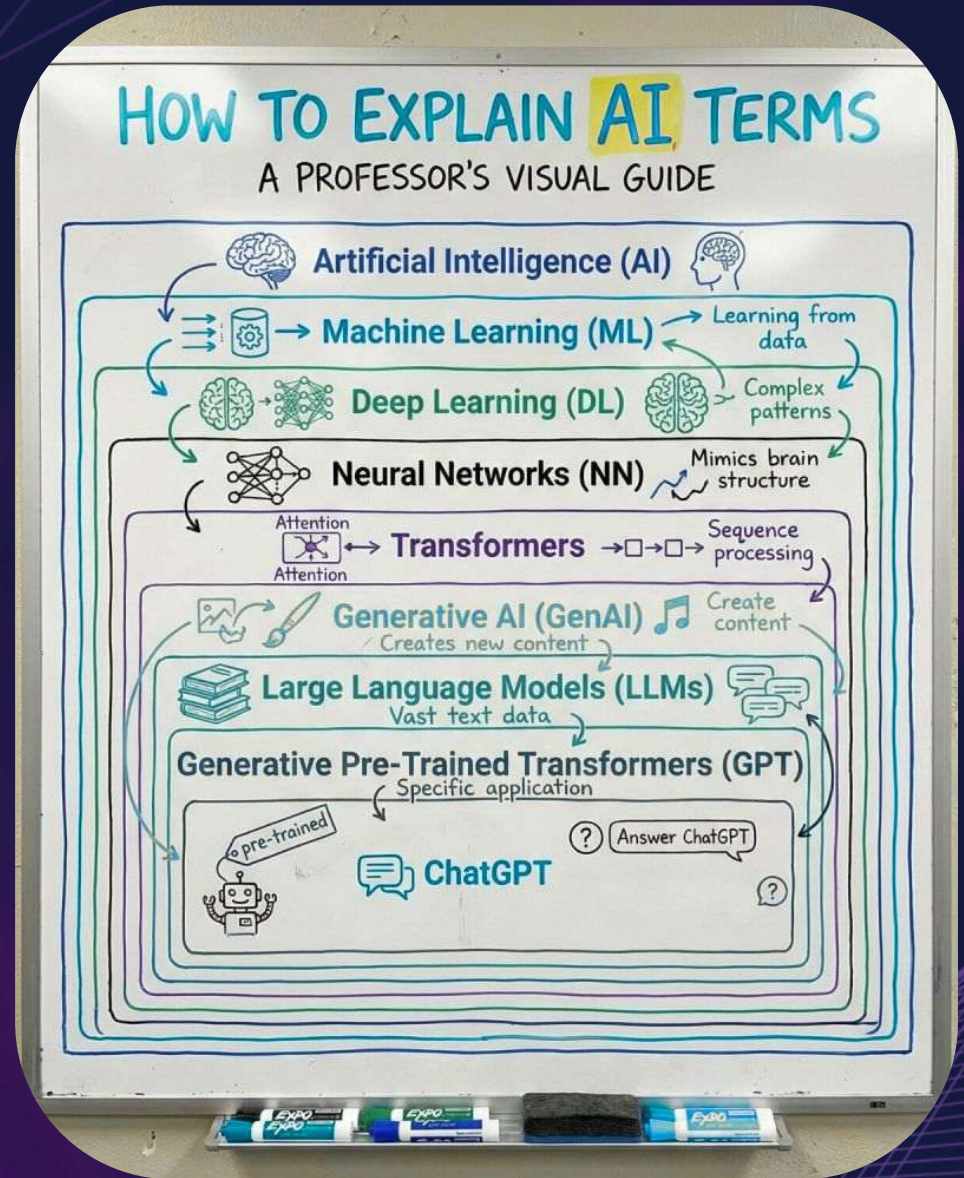 HOW TO EXPLAIN AI TERMS
A PROFESSOR'S VISUAL GUIDE
Artificial Intelligence (AI)
Machine Learning (ML)
Learning from
data
Deep Learning (DL)
Complex
patterns
Neural Networks (NN)
Mimics brain
structure
Attention
Attention
Transformers
Sequence
processing
Generative AI (GenAI)
Creates new content
Create
content
Large Language Models (LLMs)
Vast text data
Generative Pre-Trained Transformers (GPT)
Specific application
pre-trained
ChatGPT
?
Answer ChatGPT
?
EXPO
EXPO
EXPO
EXPO